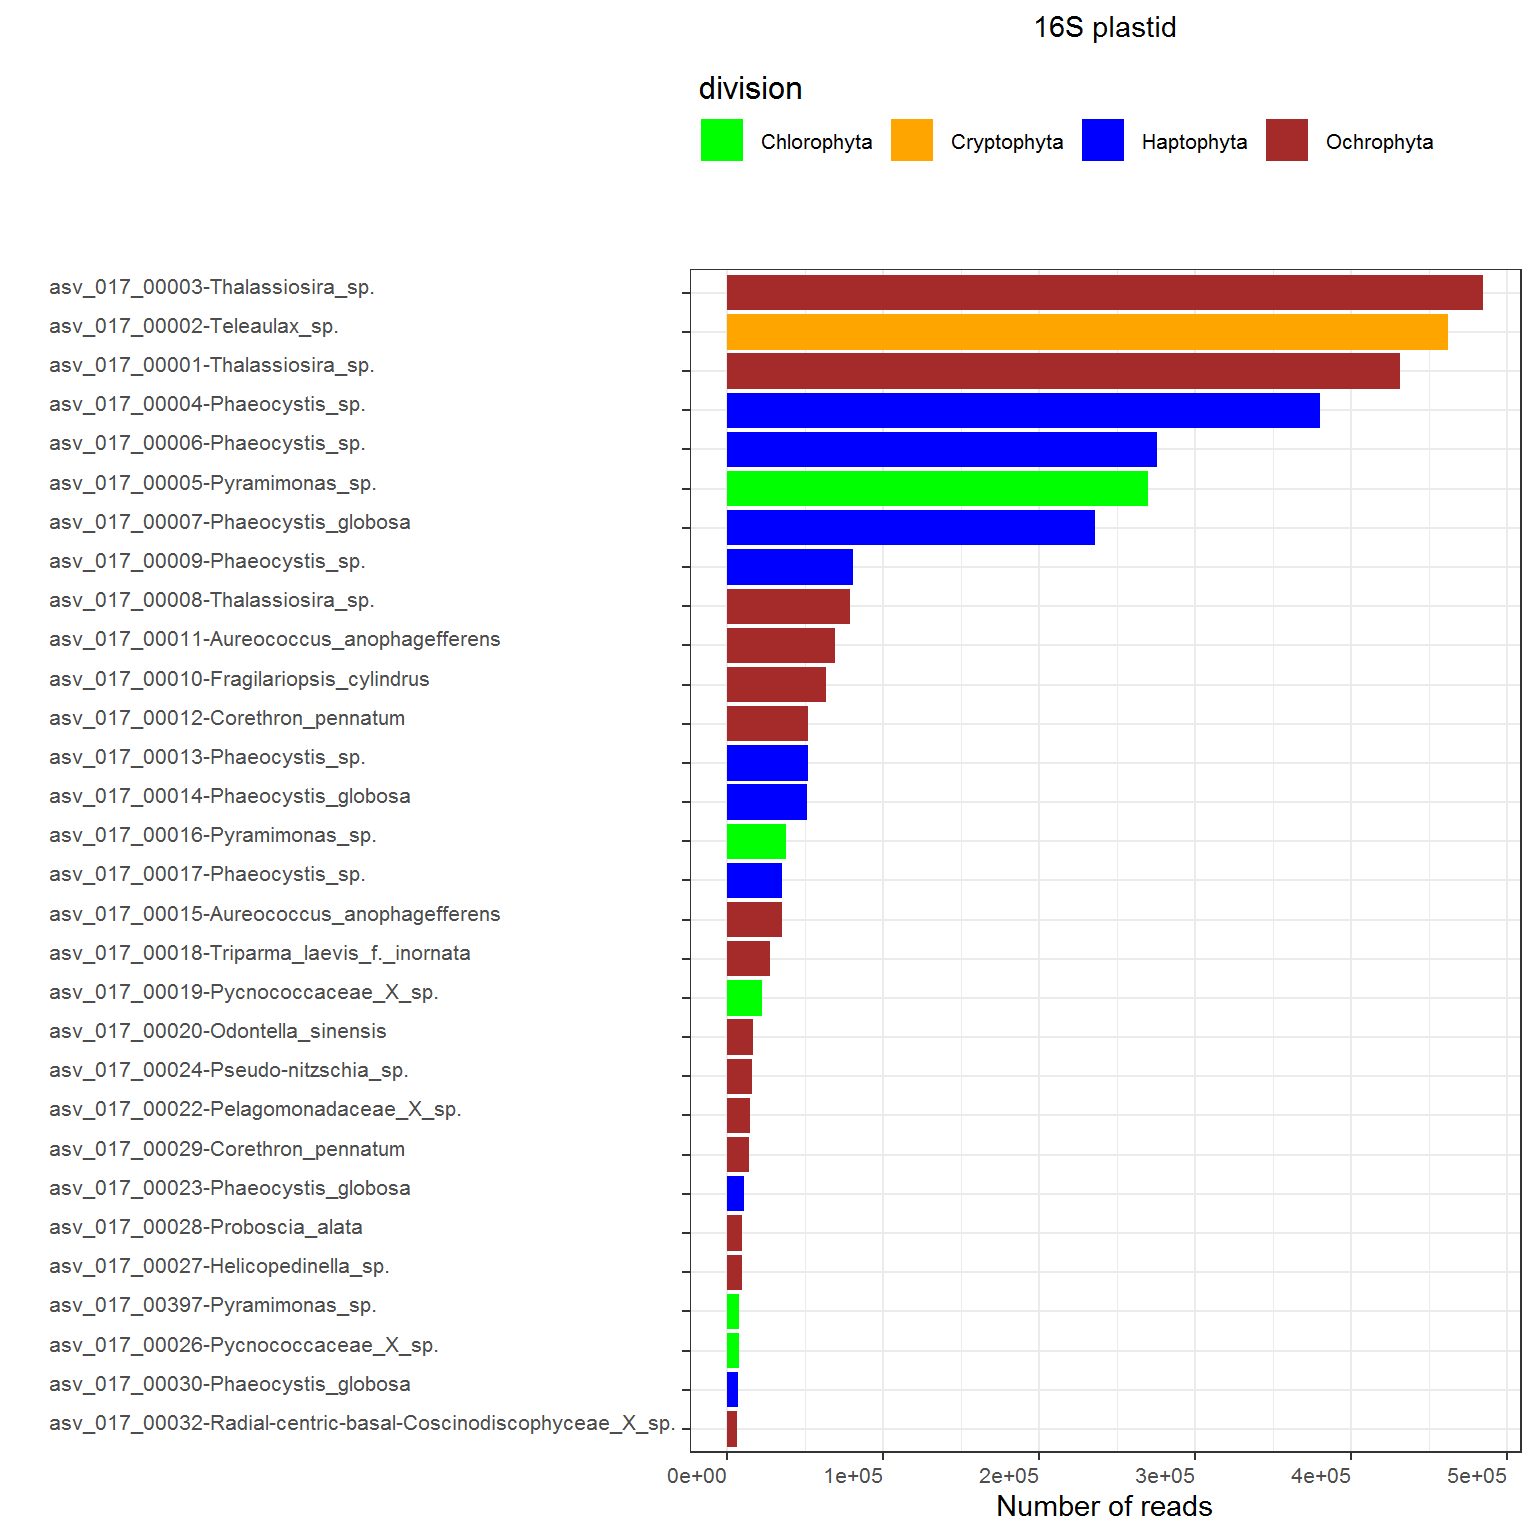 16S plastid
division
Chlorophyta Cryptophyta Haptophyta Ochrophyta
asv_017_00003-Thalassiosira_sp.
asv_017_00002-Teleaulax_sp.
asv_017_00001-Thalassiosira_sp.
asv_017_00004-Phaeocystis_sp.
asv_017_00006-Phaeocystis_sp.
asv_017_00005-Pyramimonas_sp.
asv_017_00007-Phaeocystis_globosa
asv_017_00009-Phaeocystis_sp.
asv_017_00008-Thalassiosira_sp.
asv_017_00011-Aureococcus_anophagefferens
asv_017_00010-Fragilariopsis_cylindrus
asv_017_00012-Corethron_pennatum
asv_017_00013-Phaeocystis_sp.
asv_017_00014-Phaeocystis_globosa
asv_017_00016-Pyramimonas_sp.
asv_017_00017-Phaeocystis_sp.
asv_017_00015-Aureococcus_anophagefferens
asv_017_00018-Triparma_laevis_f._inornata
asv_017_00019-Pycnococcaceae_X_sp.
asv_017_00020-Odontella_sinensis
asv_017_00024-Pseudo-nitzschia_sp.
asv_017_00022-Pelagomonadaceae_X_sp.
asv_017_00029-Corethron_pennatum
asv_017_00023-Phaeocystis_globosa
asv_017_00028-Proboscia_alata
asv_017_00027-Helicopedinella_sp.
asv_017_00397-Pyramimonas_sp.
asv_017_00026-Pycnococcaceae_X_sp.
asv_017_00030-Phaeocystis_globosa
asv_017_00032-Radial-centric-basal-Coscinodiscophyceae_X_sp.
0e+00 1e+05 2e+05 3e+05 4e+05 5e+05
Number of reads